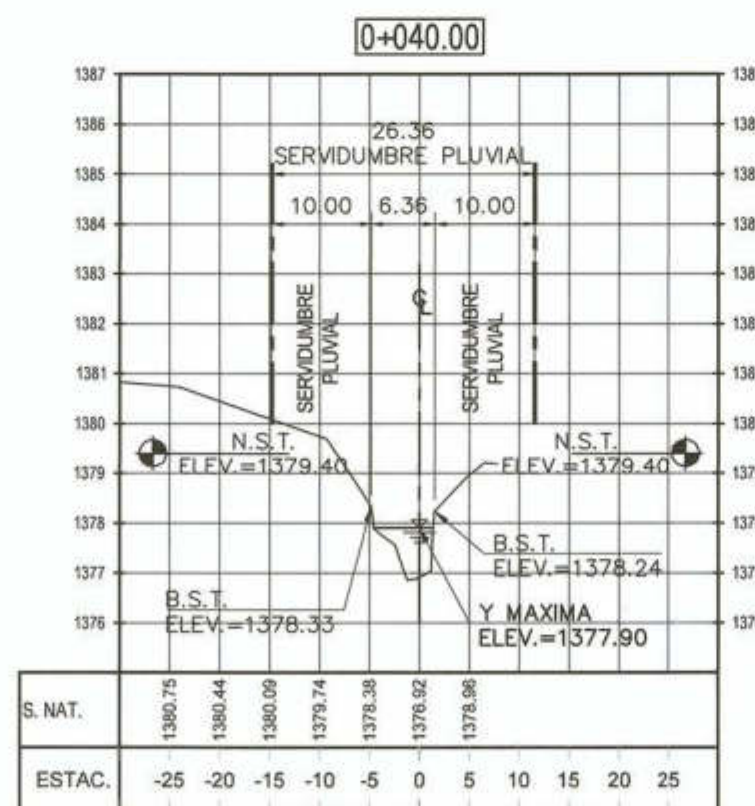 0+040.00
1387
1386
1385
1384
1383
1382
1381
1380
1379
1378
1377
1376
26.36
SERVIDUMBRE PLUVIAL
10.00 6.36 10.00
SERVIDUMBRE
PLUVIAL
CL
SERVIDUMBRE
PLUVIAL
N.S.T.
ELEV.=1379.40
N.S.T.
ELEV.=1379.40
B.S.T.
ELEV.=1378.24
B.S.T.
ELEV.=1378.33
Y MAXIMA
ELEV.=1377.90
S. NAT. 1380.75 1380.44 1380.09 1379.74 1378.38 1376.92 1378.96
ESTAC. -25 -20 -15 -10 -5 0 5 10 15 20 25